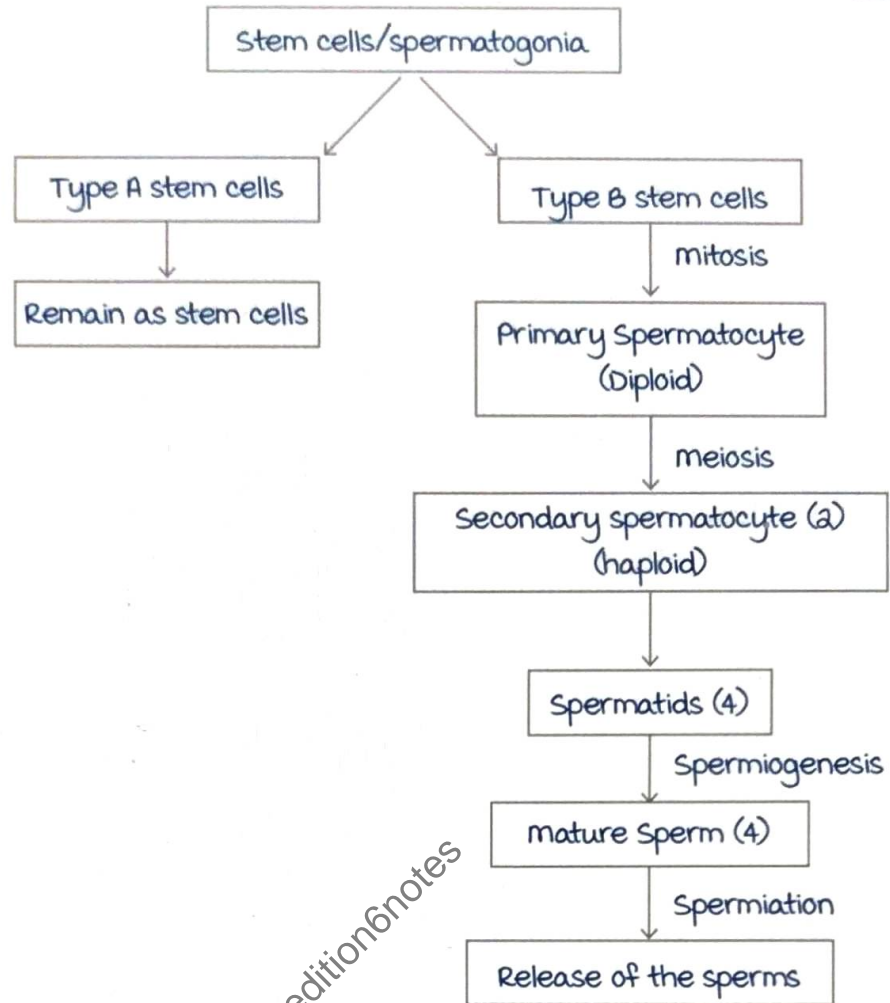 Stem cells/spermatogonia
Type A stem cells
Type B stem cells
mitosis
Remain as stem cells
Primary Spermatocyte
(Diploid)
meiosis
Secondary spermatocyte (2)
(haploid)
Spermatids (4)
Spermiogenesis
Mature Sperm (4)
Spermiation
Release of the sperms
edition6notes